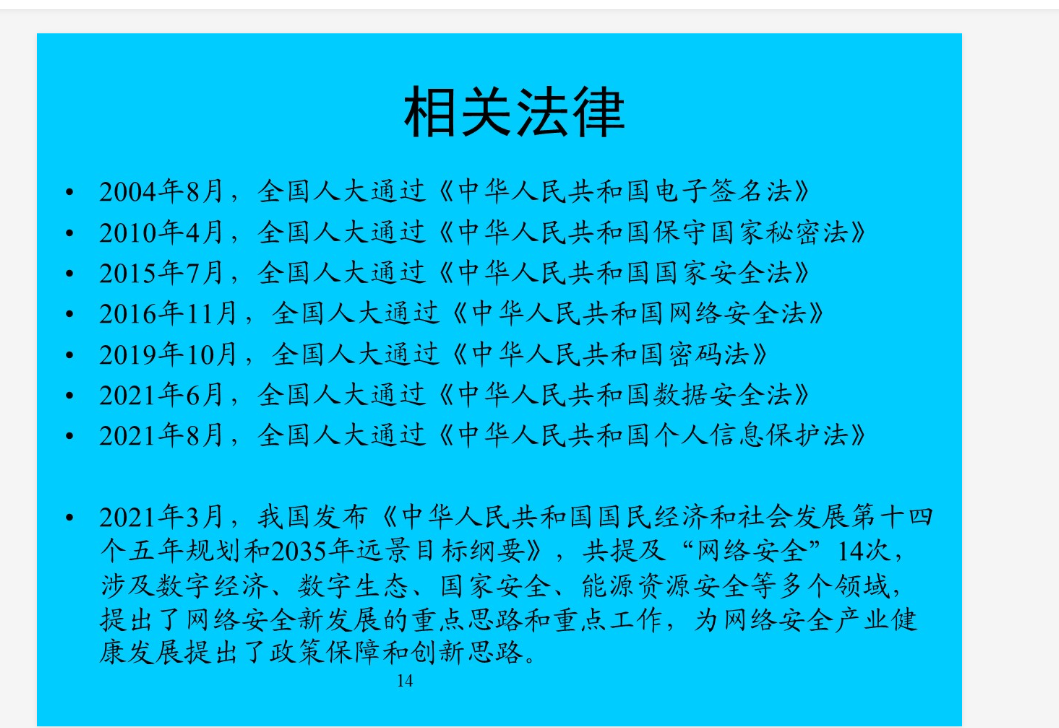 相关法律
• 2004年8月，全国人大通过《中华人民共和国电子签名法》
• 2010年4月，全国人大通过《中华人民共和国保守国家秘密法》
• 2015年7月，全国人大通过《中华人民共和国国家安全法》
• 2016年11月，全国人大通过《中华人民共和国网络安全法》
• 2019年10月，全国人大通过《中华人民共和国密码法》
• 2021年6月，全国人大通过《中华人民共和国数据安全法》
• 2021年8月，全国人大通过《中华人民共和国个人信息保护法》
• 2021年3月，我国发布《中华人民共和国国民经济和社会发展第十四
个五年规划和2035年远景目标纲要》，共提及“网络安全”14次，
涉及数字经济、数字生态、国家安全、能源资源安全等多个领域，
提出了网络安全新发展的重点思路和重点工作，为网络安全产业健
康发展提出了政策保障和创新思路。
14